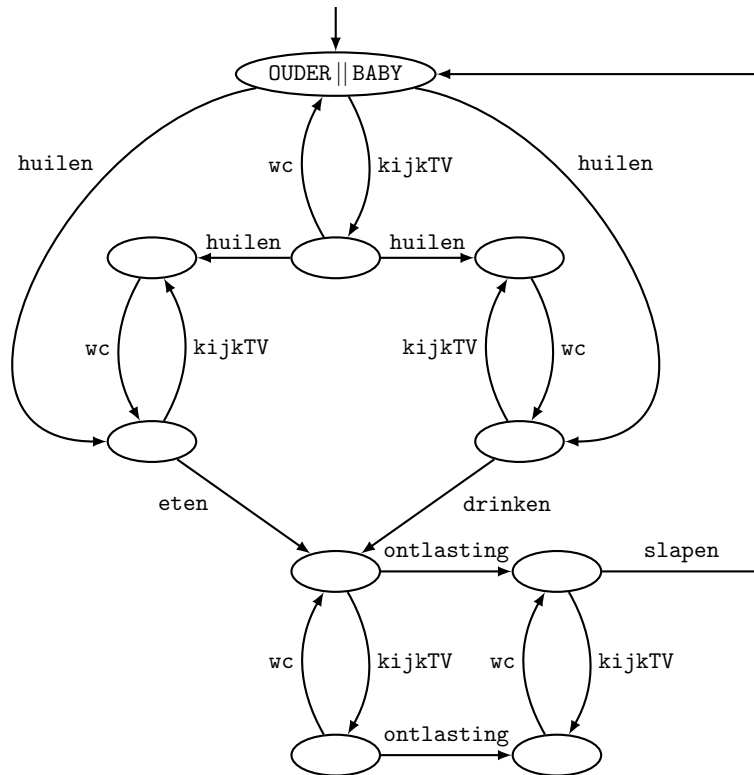 OUDER || BABY
huilen
wc
kijkTV
huilen
huilen
huilen
wc
kijkTV
kijkTV
wc
eten
drinken
ontlasting
slapen
wc
kijkTV
wc
kijkTV
ontlasting